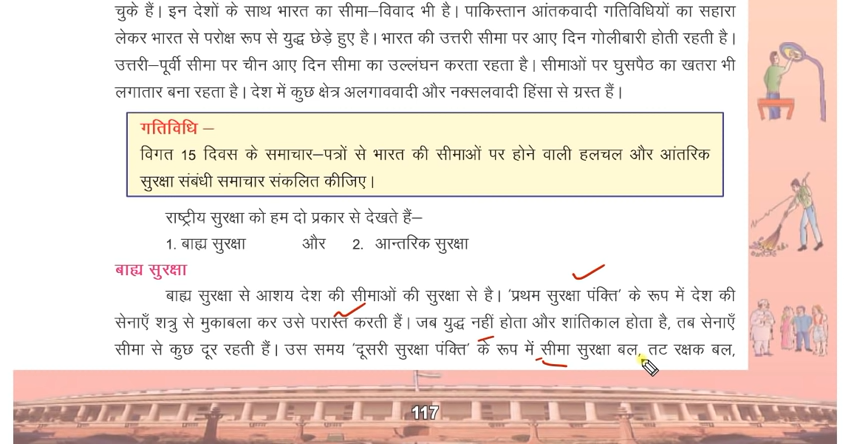 चुके हैं। इन देशों के साथ भारत का सीमा–विवाद भी है। पाकिस्तान आंतकवादी गतिविधियों का सहारा
लेकर भारत से परोक्ष रूप से युद्ध छेड़े हुए है। भारत की उत्तरी सीमा पर आए दिन गोलीबारी होती रहती है।
उत्तरी–पूर्वी सीमा पर चीन आए दिन सीमा का उल्लंघन करता रहता है। सीमाओं पर घुसपैठ का खतरा भी
लगातार बना रहता है। देश में कुछ क्षेत्र अलगाववादी और नक्सलवादी हिंसा से ग्रस्त हैं।
गतिविधि –
विगत 15 दिवस के समाचार–पत्रों से भारत की सीमाओं पर होने वाली हलचल और आंतरिक
सुरक्षा संबंधी समाचार संकलित कीजिए।
राष्ट्रीय सुरक्षा को हम दो प्रकार से देखते हैं–
1. बाह्य सुरक्षा और 2. आन्तरिक सुरक्षा
बाह्य सुरक्षा
बाह्य सुरक्षा से आशय देश की सीमाओं की सुरक्षा से है। 'प्रथम सुरक्षा पंक्ति' के रूप में देश की
सेनाएँ शत्रु से मुकाबला कर उसे परास्त करती हैं। जब युद्ध नहीं होता और शांतिकाल होता है, तब सेनाएँ
सीमा से कुछ दूर रहती हैं। उस समय 'दूसरी सुरक्षा पंक्ति' के रूप में सीमा सुरक्षा बल, तट रक्षक बल,
117